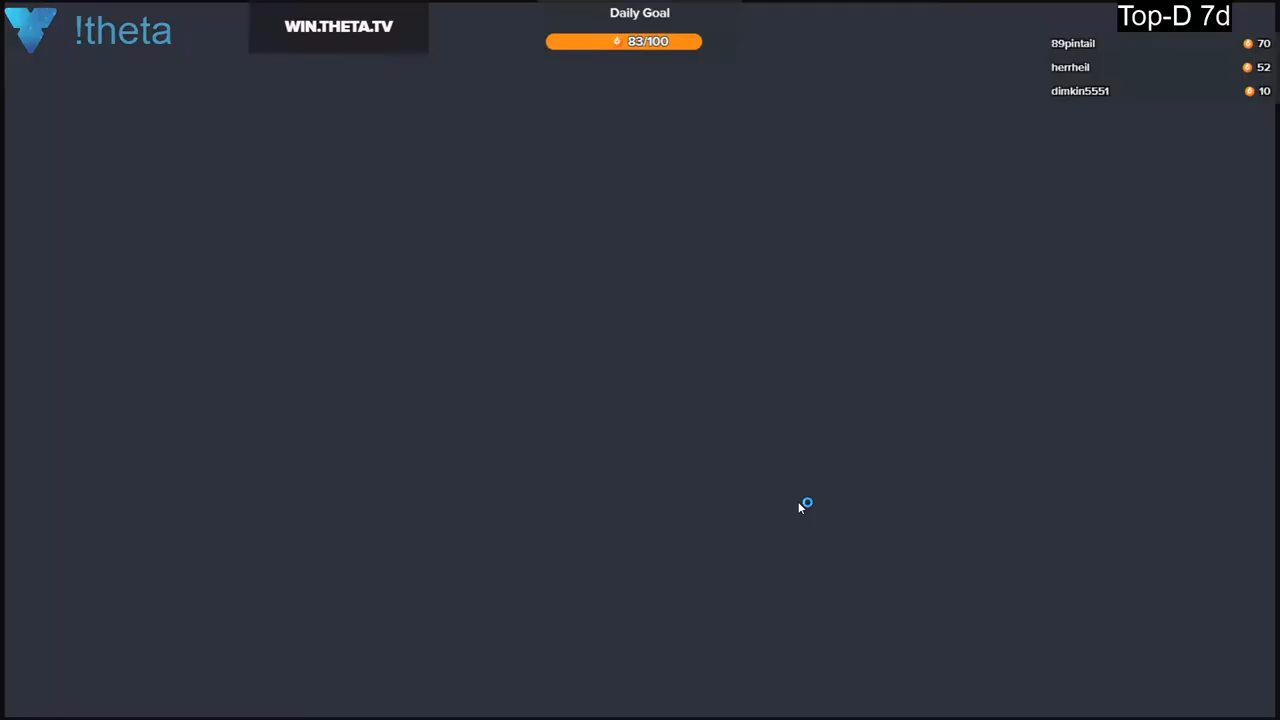 !theta
WIN.THETA.TV
Daily Goal
83/100
Top-D 7d
89pintail 70
herrheil 52
dimkin5551 10